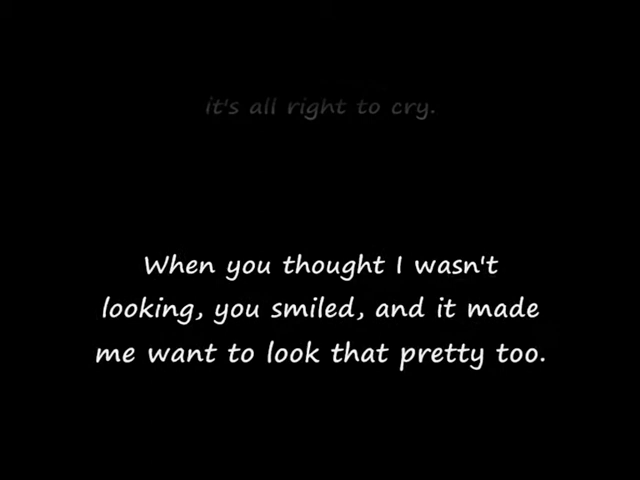 it's all right to cry.
When you thought I wasn't
looking, you smiled, and it made
me want to look that pretty too.